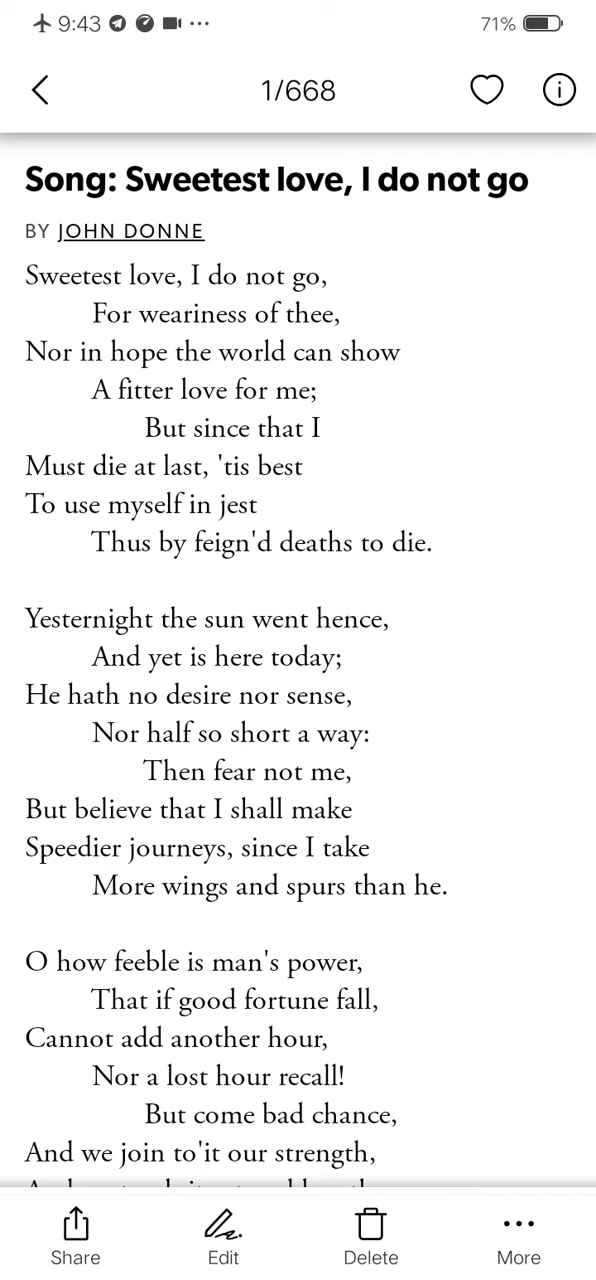 9:43
71%
1/668
Song: Sweetest love, I do not go
BY JOHN DONNE
Sweetest love, I do not go,
For weariness of thee,
Nor in hope the world can show
A fitter love for me;
But since that I
Must die at last, 'tis best
To use myself in jest
Thus by feign'd deaths to die.
Yesternight the sun went hence,
And yet is here today;
He hath no desire nor sense,
Nor half so short a way:
Then fear not me,
But believe that I shall make
Speedier journeys, since I take
More wings and spurs than he.
O how feeble is man's power,
That if good fortune fall,
Cannot add another hour,
Nor a lost hour recall!
But come bad chance,
And we join to'it our strength,
Share
Edit
Delete
More